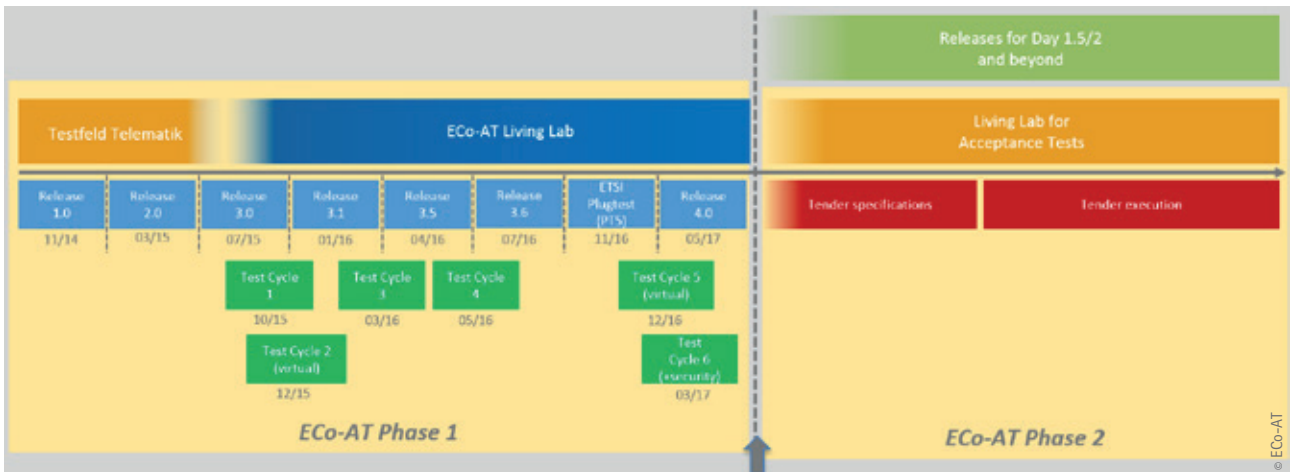 Releases for Day 1.5/2
and beyond
Testfeld Telematik
ECo-AT Living Lab
Living Lab for
Acceptance Tests
Release
1.0
Release
2.0
Release
3.0
Release
3.1
Release
3.5
Release
3.6
ETSI
Plugtest
(PTS)
Release
4.0
Tender specifications
Tender execution
11/14
03/15
07/15
01/16
04/16
07/16
11/16
05/17
Test Cycle
1
Test Cycle
3
Test Cycle
4
Test Cycle 5
(virtual)
10/15
03/16
05/16
12/16
Test Cycle 2
(virtual)
Test
Cycle 6
(+security)
12/15
03/17
ECo-AT Phase 1
ECo-AT Phase 2
© ECo-AT